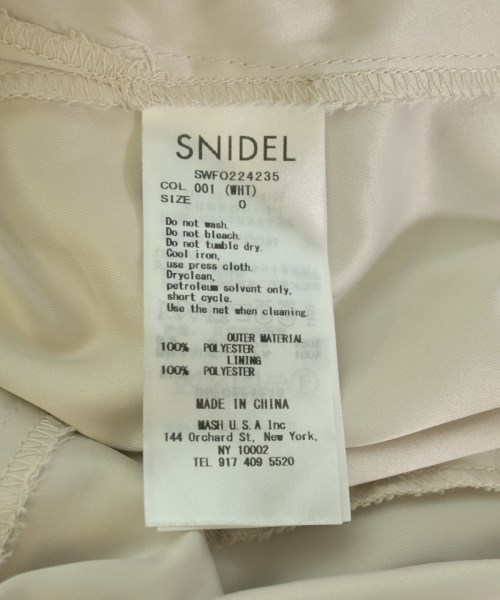 SNIDEL
SWFO224235
COL 001 (WHT)
SIZE 0
Do not wash.
Do not bleach.
Do not tumble dry.
Cool iron,
use press cloth.
Dryclean,
petroleum solvent only,
short cycle.
Use the net when cleaning.
OUTER MATERIAL
100% POLYESTER
LINING
100% POLYESTER
MADE IN CHINA
MASH U.S.A Inc
144 Orchard St, New York,
NY 10002
TEL 917 409 5520